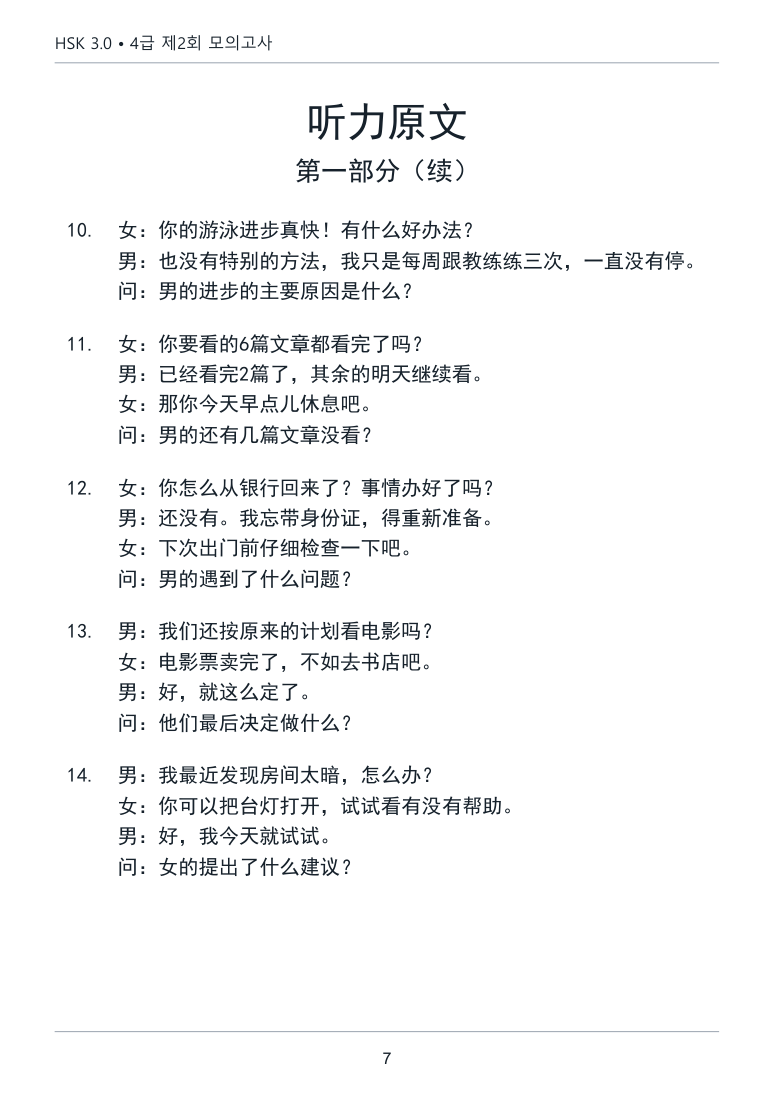 HSK 3.0 • 4급 제2회 모의고사
听力原文
第一部分（续）
10. 女：你的游泳进步真快！有什么好办法？
男：也没有特别的方法，我只是每周跟教练练三次，一直没有停。
问：男的进步的主要原因是什么？
11. 女：你要看的6篇文章都看完了吗？
男：已经看完2篇了，其余的明天继续看。
女：那你今天早点儿休息吧。
问：男的还有几篇文章没看？
12. 女：你怎么从银行回来了？事情办好了吗？
男：还没有。我忘带身份证，得重新准备。
女：下次出门前仔细检查一下吧。
问：男的遇到了什么问题？
13. 男：我们还按原来的计划看电影吗？
女：电影票卖完了，不如去书店吧。
男：好，就这么定了。
问：他们最后决定做什么？
14. 男：我最近发现房间太暗，怎么办？
女：你可以把台灯打开，试试看有没有帮助。
男：好，我今天就试试。
问：女的提出了什么建议？
7